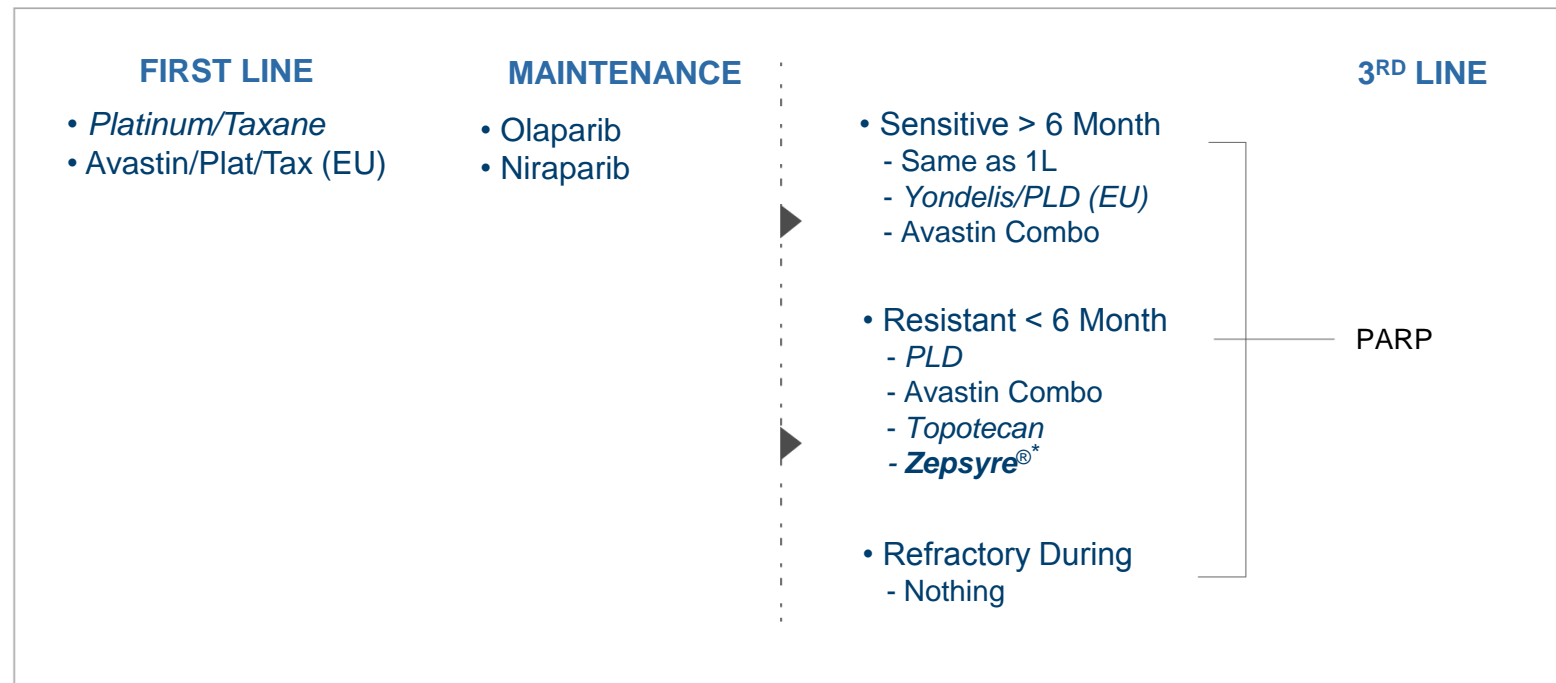 FIRST LINE
• Platinum/Taxane
• Avastin/Plat/Tax (EU)
MAINTENANCE
• Olaparib
• Niraparib
• Sensitive > 6 Month
- Same as 1L
- Yondelis/PLD (EU)
- Avastin Combo
• Resistant < 6 Month
- PLD
- Avastin Combo
- Topotecan
- Zepsyre®*
• Refractory During
- Nothing
3RD LINE
PARP